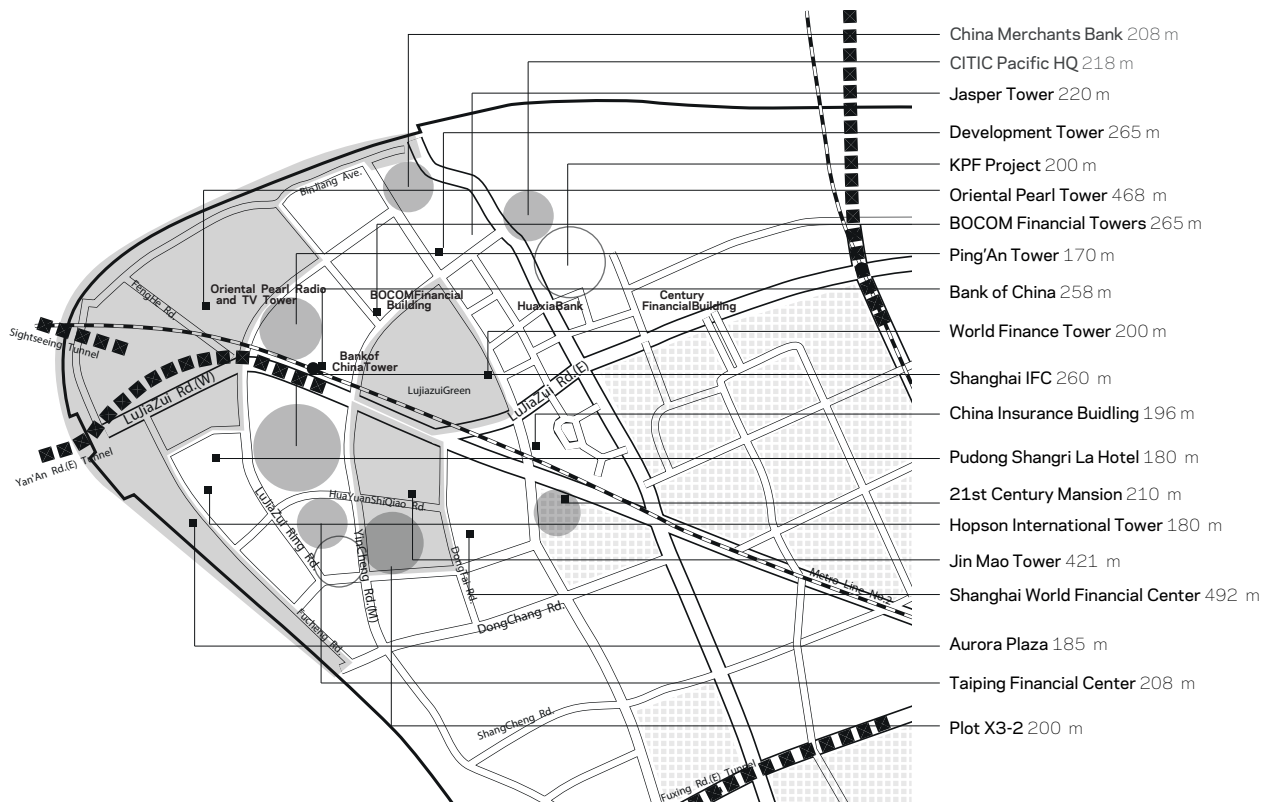 China Merchants Bank 208 m
CITIC Pacific HQ 218 m
Jasper Tower 220 m
Development Tower 265 m
KPF Project 200 m
Oriental Pearl Tower 468 m
BOCOM Financial Towers 265 m
Ping'An Tower 170 m
Bank of China 258 m
World Finance Tower 200 m
Shanghai IFC 260 m
China Insurance Buidling 196 m
Pudong Shangri La Hotel 180 m
21st Century Mansion 210 m
Hopson International Tower 180 m
Jin Mao Tower 421 m
Shanghai World Financial Center 492 m
Aurora Plaza 185 m
Taiping Financial Center 208 m
Plot X3-2 200 m
BinJiang Ave.
FengHe Rd.
Oriental Pearl Radio
and TV Tower
BOCOMFinancial
Building
HuaxiaBank
Century
FinancialBuilding
Sightseeing Tunnel
Bankof
ChinaTower
LujiazuiGreen
LuJiaZui Rd.(W)
LuJiaZui Rd.(E)
Yan'An Rd.(E) Tunnel
LuJiaZui Ring Rd.
HuaYuanShiQiao Rd.
YinCheng Rd.(M)
DongTai Rd.
Metro Line No.2
Fucheng Rd.
DongChang Rd.
ShangCheng Rd.
Fuxing Rd.(E) Tunnel